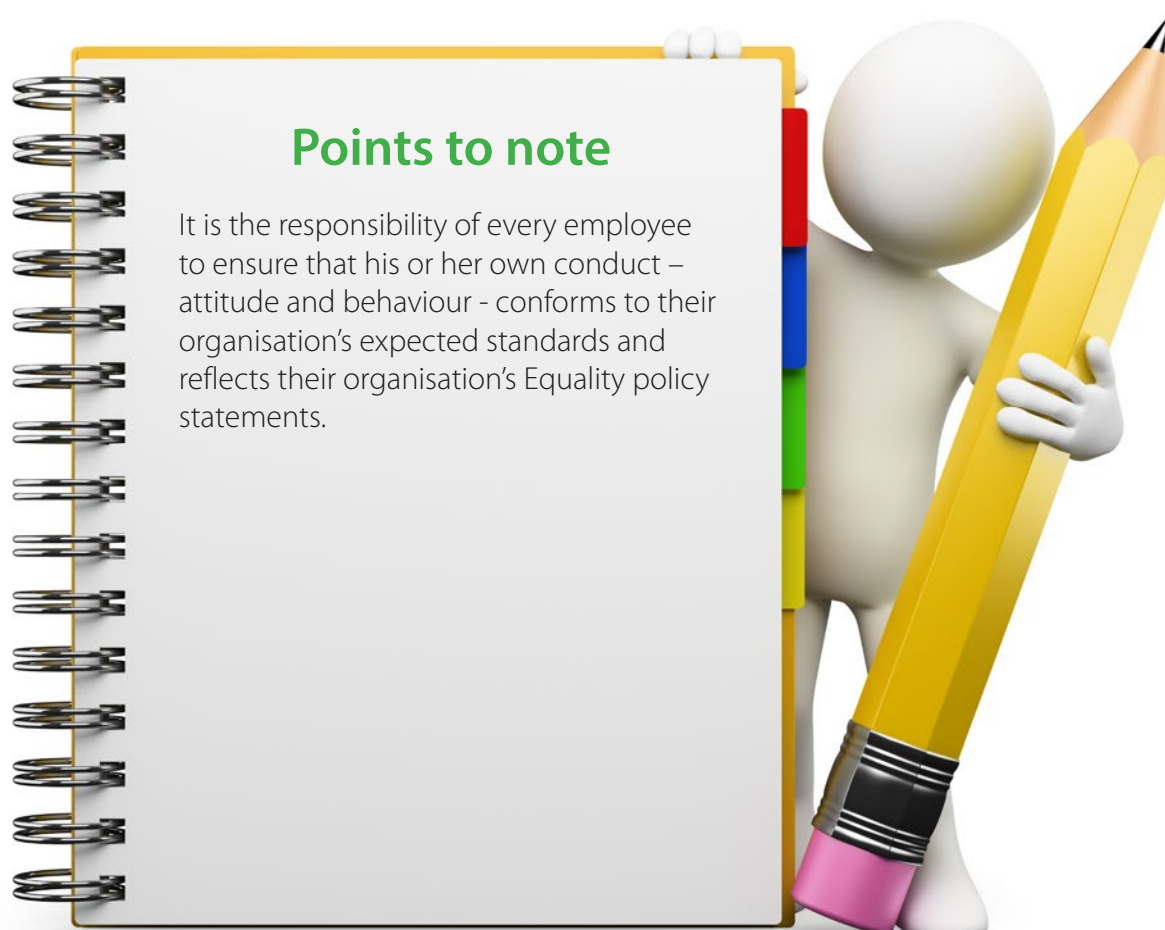 Points to note
It is the responsibility of every employee
to ensure that his or her own conduct –
attitude and behaviour - conforms to their
organisation’s expected standards and
reflects their organisation’s Equality policy
statements.